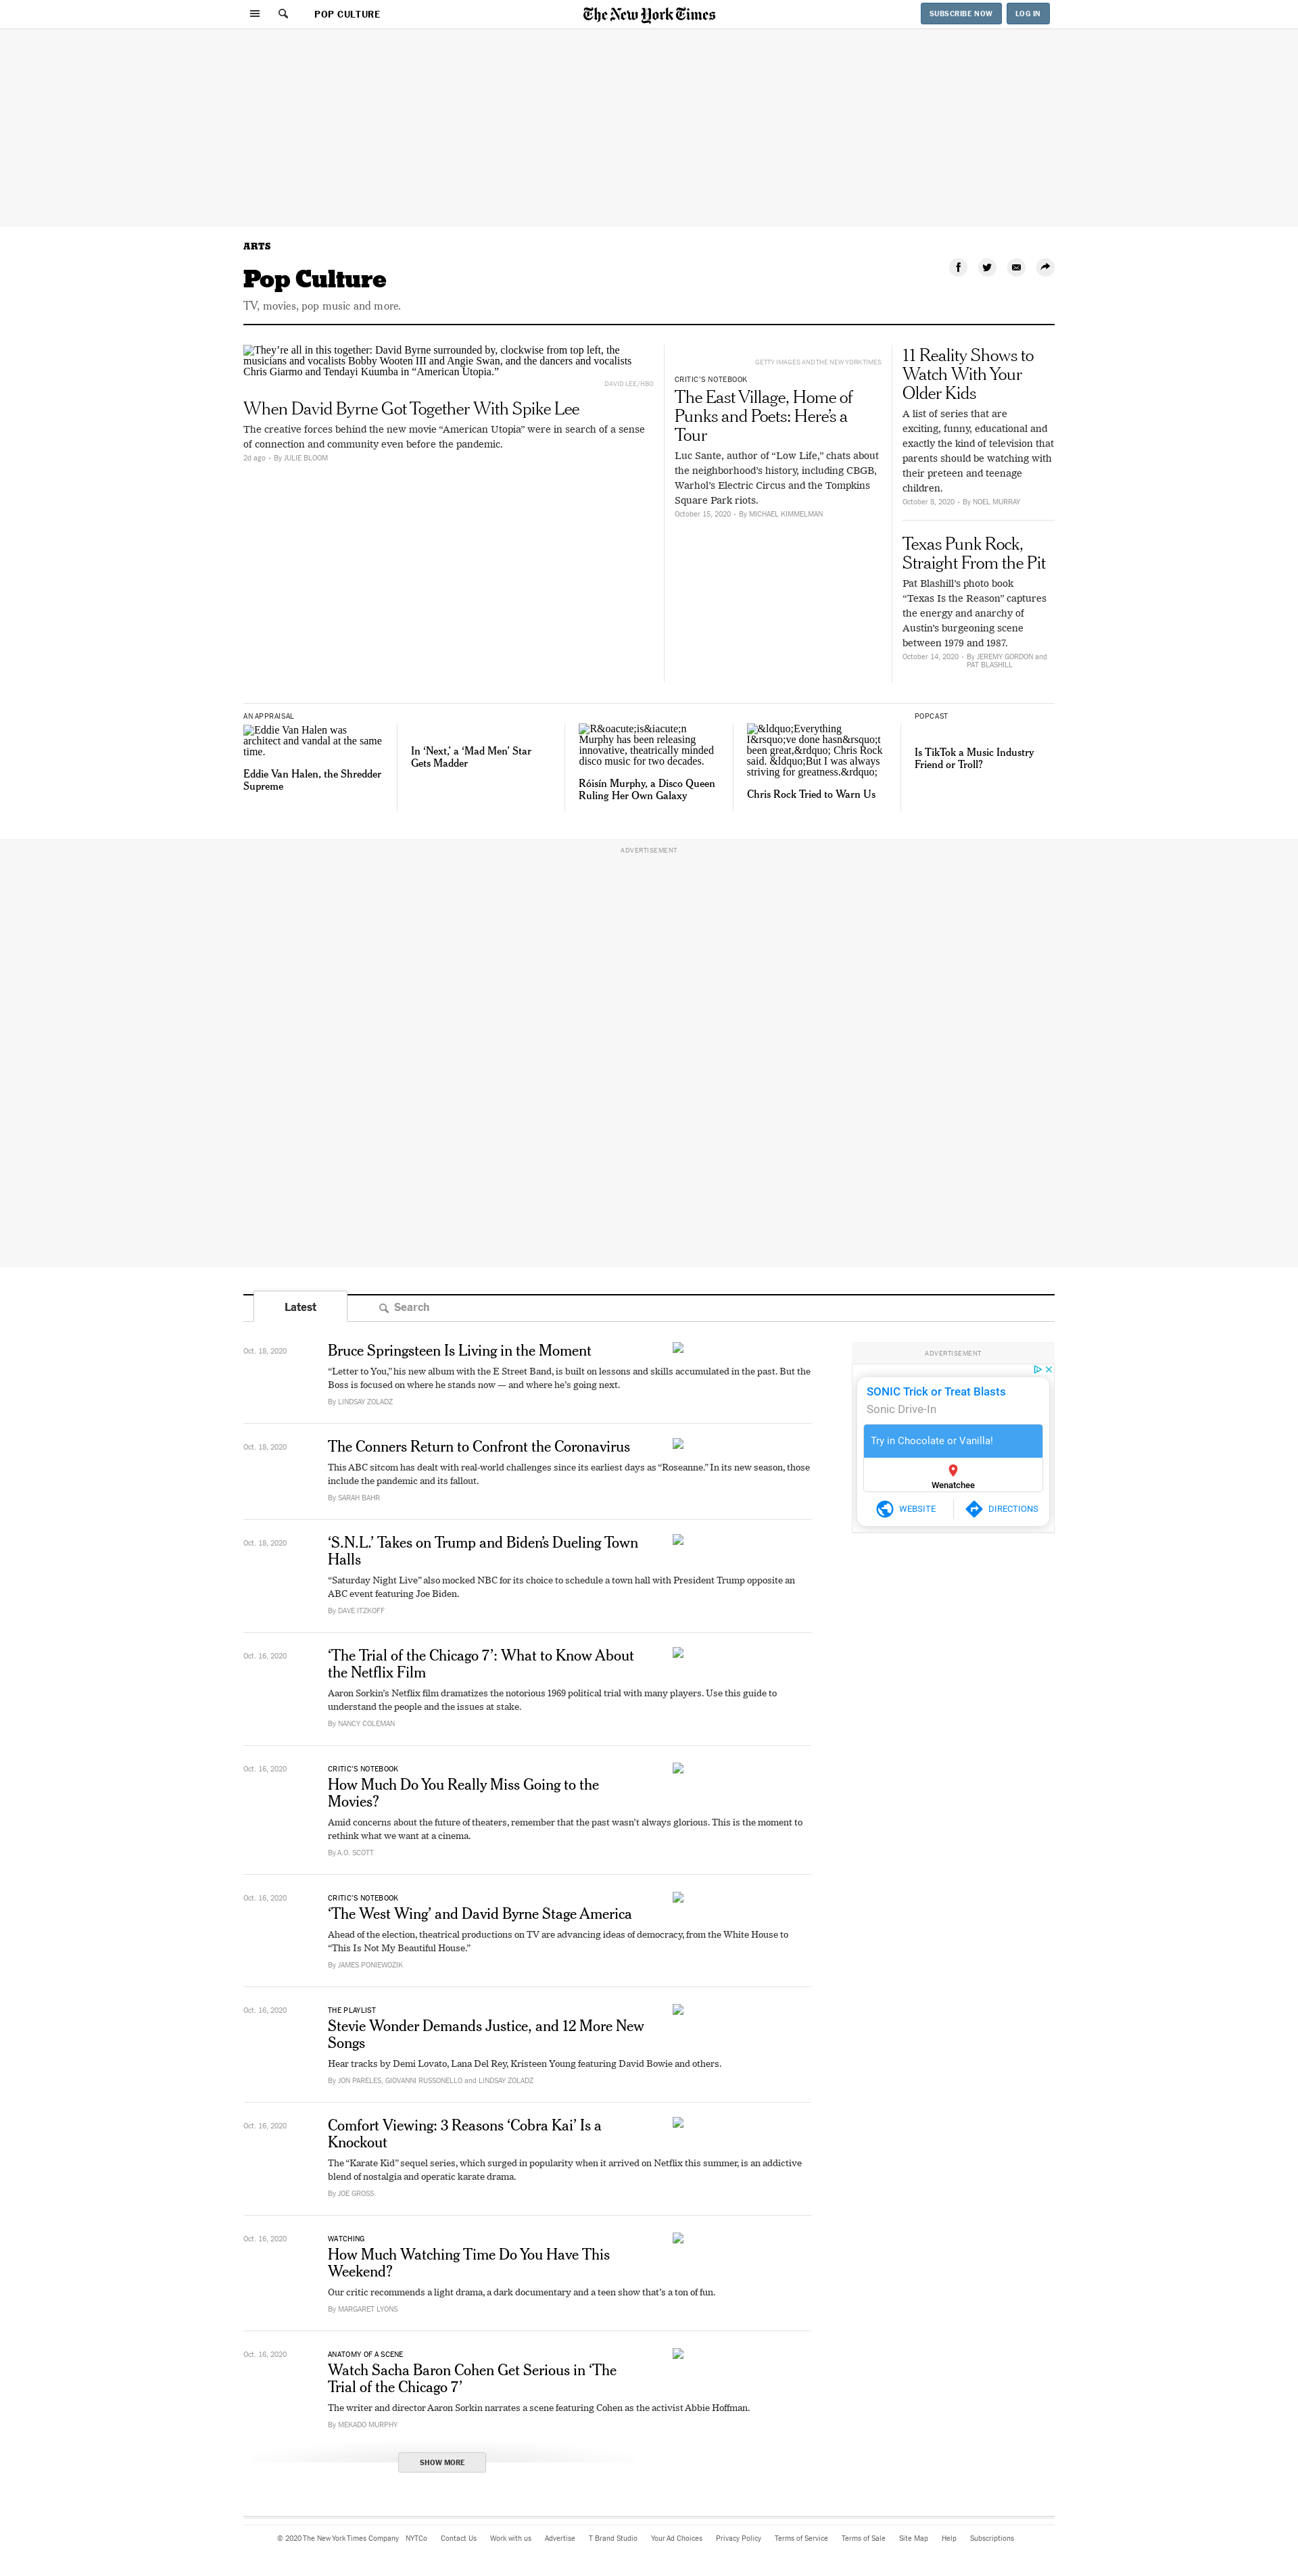 POP CULTURE
The New York Times
SUBSCRIBE NOW
LOG IN
ARTS
Pop Culture
TV, movies, pop music and more.
They’re all in this together: David Byrne surrounded by, clockwise from top left, the
musicians and vocalists Bobby Wooten III and Angie Swan, and the dancers and vocalists
Chris Giarmo and Tendayi Kuumba in “American Utopia.”
DAVID LEE/HBO
When David Byrne Got Together With Spike Lee
The creative forces behind the new movie “American Utopia” were in search of a sense
of connection and community even before the pandemic.
2d ago • By JULIE BLOOM
GETTY IMAGES AND THE NEW YORK TIMES
CRITIC’S NOTEBOOK
The East Village, Home of
Punks and Poets: Here’s a
Tour
Luc Sante, author of “Low Life,” chats about
the neighborhood’s history, including CBGB,
Warhol’s Electric Circus and the Tompkins
Square Park riots.
October 15, 2020 • By MICHAEL KIMMELMAN
11 Reality Shows to
Watch With Your
Older Kids
A list of series that are
exciting, funny, educational and
exactly the kind of television that
parents should be watching with
their preteen and teenage
children.
October 8, 2020 • By NOEL MURRAY
Texas Punk Rock,
Straight From the Pit
Pat Blashill’s photo book
“Texas Is the Reason” captures
the energy and anarchy of
Austin’s burgeoning scene
between 1979 and 1987.
October 14, 2020 • By JEREMY GORDON and
PAT BLASHILL
AN APPRAISAL
Eddie Van Halen was
architect and vandal at the same
time.
Eddie Van Halen, the Shredder
Supreme
In ‘Next,’ a ‘Mad Men’ Star
Gets Madder
R&oacute;is&iacute;n
Murphy has been releasing
innovative, theatrically minded
disco music for two decades.
Róisín Murphy, a Disco Queen
Ruling Her Own Galaxy
&ldquo;Everything
I&rsquo;ve done hasn&rsquo;t
been great,&rdquo; Chris Rock
said. &ldquo;But I was always
striving for greatness.&rdquo;
Chris Rock Tried to Warn Us
POPCAST
Is TikTok a Music Industry
Friend or Troll?
ADVERTISEMENT
Latest
Search
Oct. 18, 2020
Bruce Springsteen Is Living in the Moment
“Letter to You,” his new album with the E Street Band, is built on lessons and skills accumulated in the past. But the
Boss is focused on where he stands now — and where he’s going next.
By LINDSAY ZOLADZ
Oct. 18, 2020
The Conners Return to Confront the Coronavirus
This ABC sitcom has dealt with real-world challenges since its earliest days as “Roseanne.” In its new season, those
include the pandemic and its fallout.
By SARAH BAHR
Oct. 18, 2020
‘S.N.L.’ Takes on Trump and Biden’s Dueling Town
Halls
“Saturday Night Live” also mocked NBC for its choice to schedule a town hall with President Trump opposite an
ABC event featuring Joe Biden.
By DAVE ITZKOFF
Oct. 16, 2020
‘The Trial of the Chicago 7’: What to Know About
the Netflix Film
Aaron Sorkin’s Netflix film dramatizes the notorious 1969 political trial with many players. Use this guide to
understand the people and the issues at stake.
By NANCY COLEMAN
Oct. 16, 2020
CRITIC’S NOTEBOOK
How Much Do You Really Miss Going to the
Movies?
Amid concerns about the future of theaters, remember that the past wasn’t always glorious. This is the moment to
rethink what we want at a cinema.
By A.O. SCOTT
Oct. 16, 2020
CRITIC’S NOTEBOOK
‘The West Wing’ and David Byrne Stage America
Ahead of the election, theatrical productions on TV are advancing ideas of democracy, from the White House to
“This Is Not My Beautiful House.”
By JAMES PONIEWOZIK
Oct. 16, 2020
THE PLAYLIST
Stevie Wonder Demands Justice, and 12 More New
Songs
Hear tracks by Demi Lovato, Lana Del Rey, Kristeen Young featuring David Bowie and others.
By JON PARELES, GIOVANNI RUSSONELLO and LINDSAY ZOLADZ
Oct. 16, 2020
Comfort Viewing: 3 Reasons ‘Cobra Kai’ Is a
Knockout
The “Karate Kid” sequel series, which surged in popularity when it arrived on Netflix this summer, is an addictive
blend of nostalgia and operatic karate drama.
By JOE GROSS
Oct. 16, 2020
WATCHING
How Much Watching Time Do You Have This
Weekend?
Our critic recommends a light drama, a dark documentary and a teen show that’s a ton of fun.
By MARGARET LYONS
Oct. 16, 2020
ANATOMY OF A SCENE
Watch Sacha Baron Cohen Get Serious in ‘The
Trial of the Chicago 7’
The writer and director Aaron Sorkin narrates a scene featuring Cohen as the activist Abbie Hoffman.
By MEKADO MURPHY
SHOW MORE
ADVERTISEMENT
SONIC Trick or Treat Blasts
Sonic Drive-In
Try in Chocolate or Vanilla!
Wenatchee
WEBSITE
DIRECTIONS
© 2020 The New York Times Company NYTCo Contact Us Work with us Advertise T Brand Studio Your Ad Choices Privacy Policy Terms of Service Terms of Sale Site Map Help Subscriptions